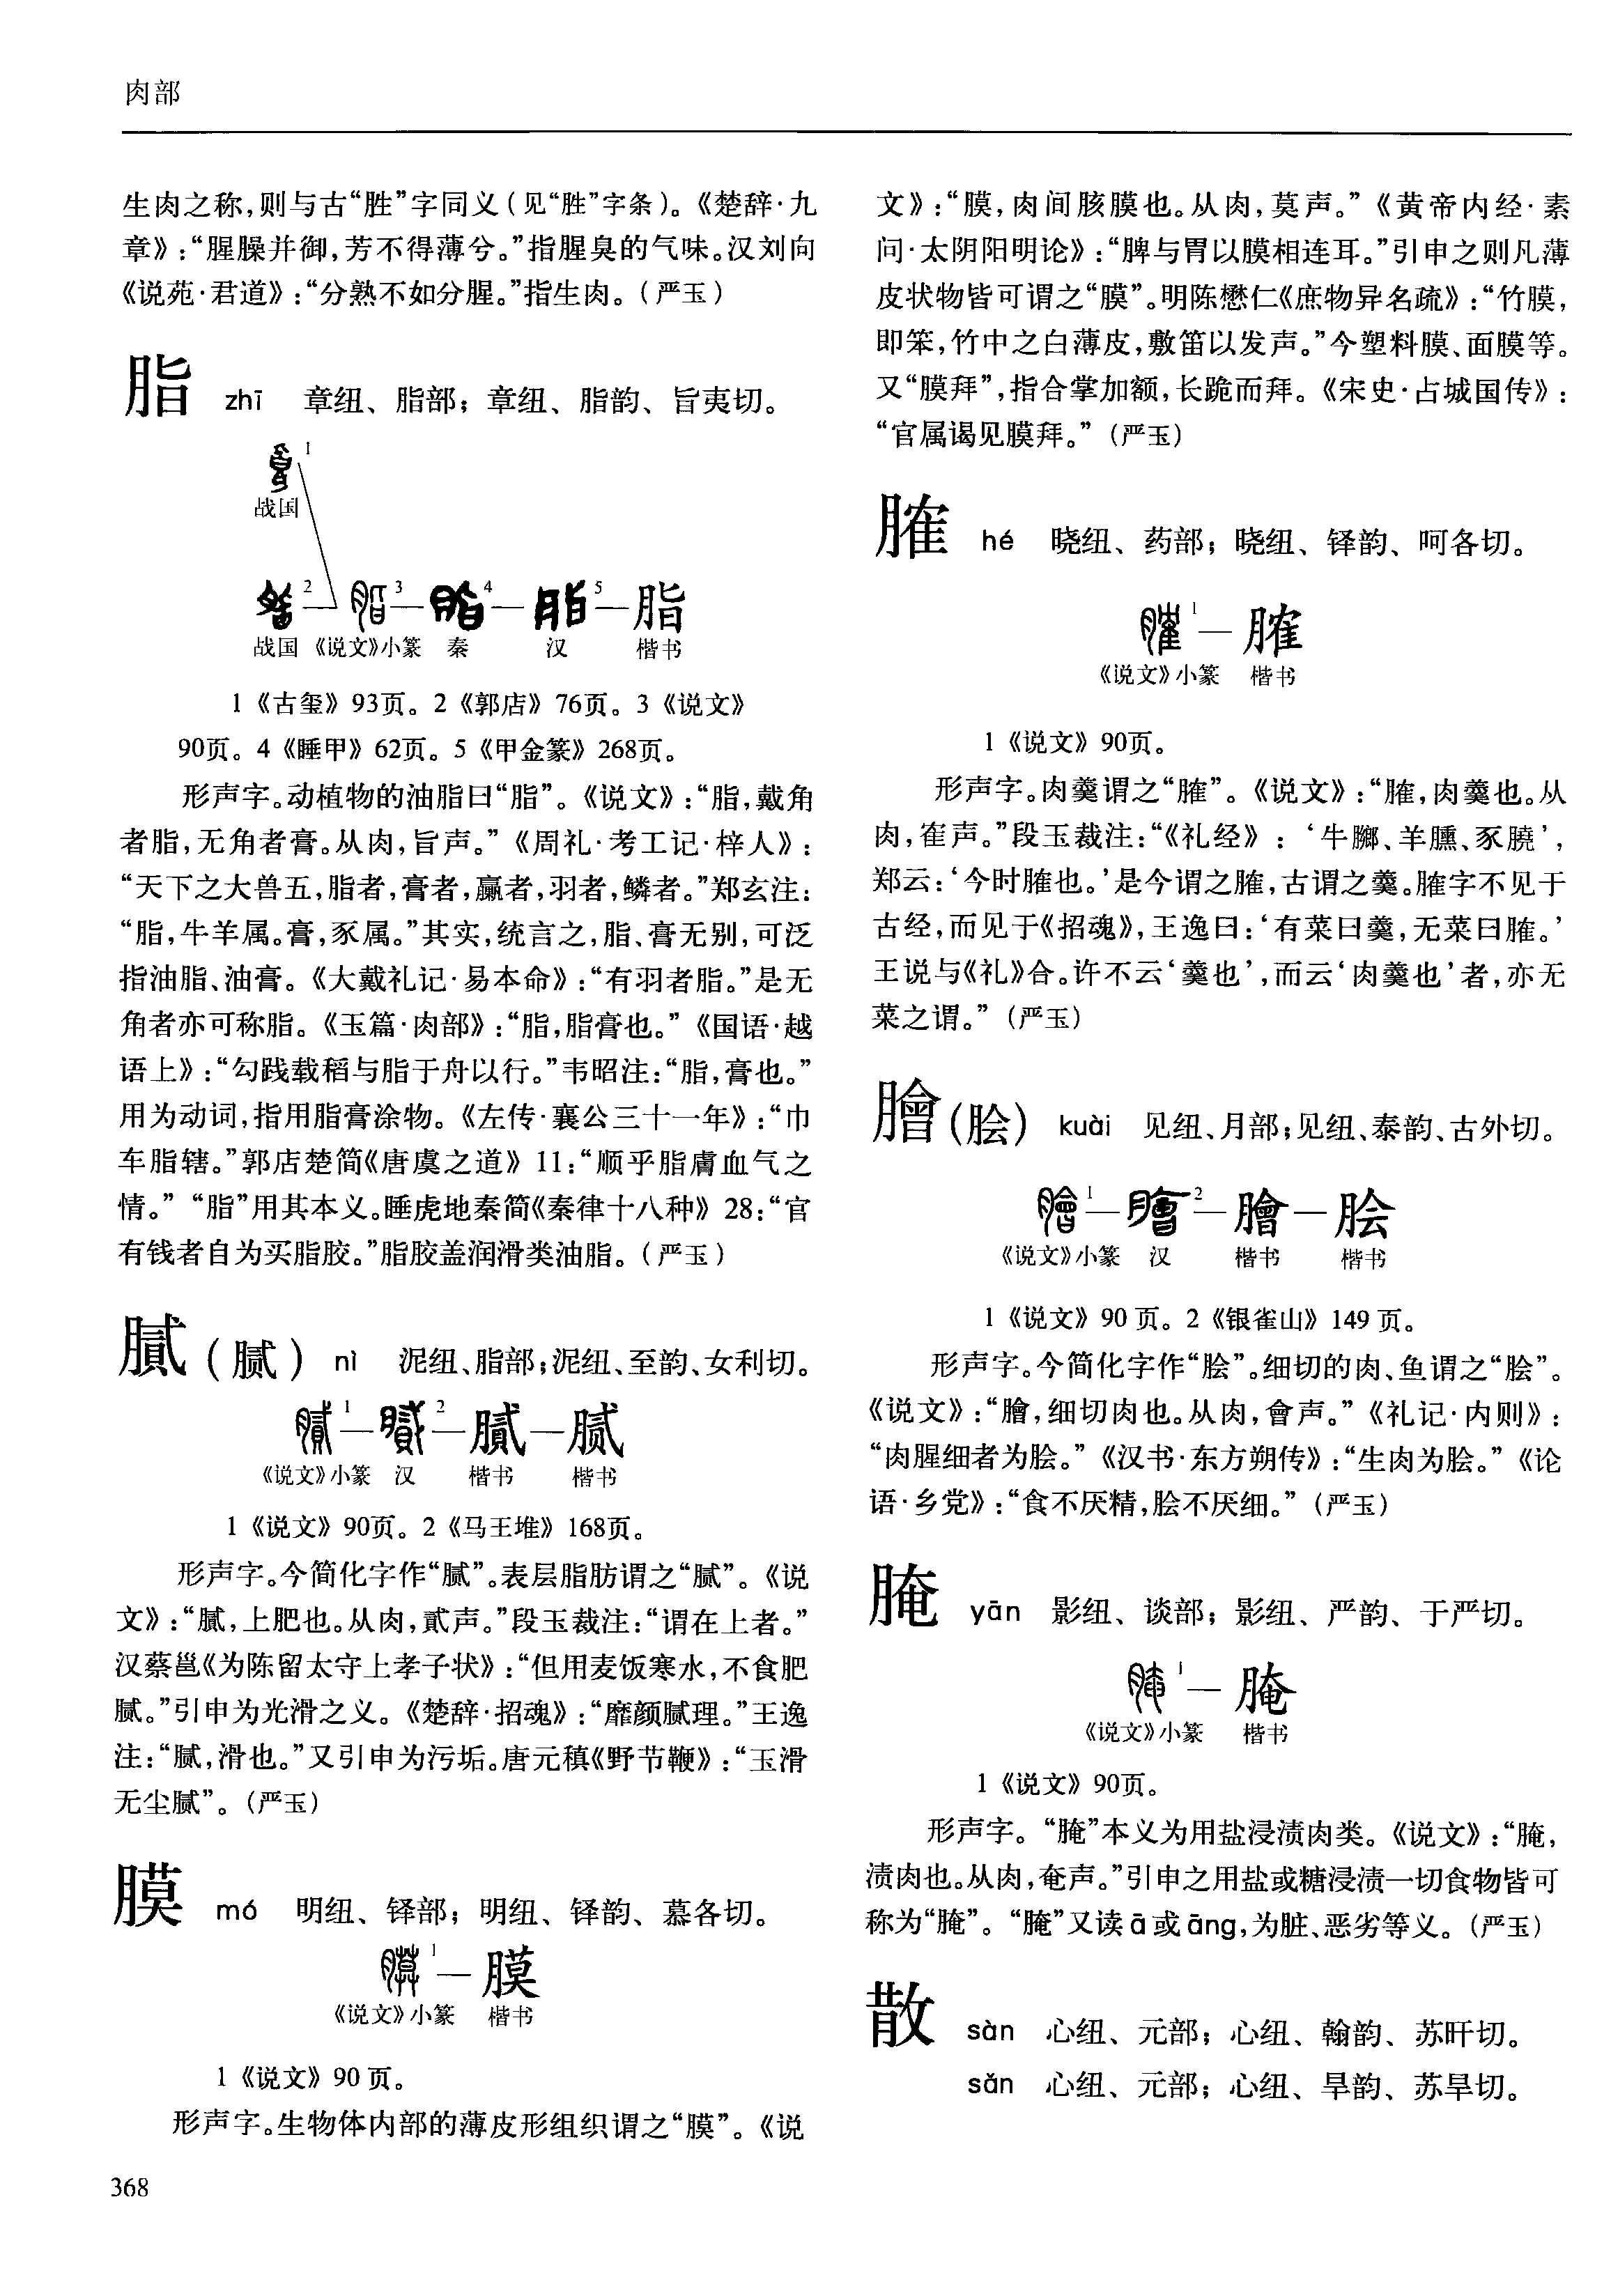 肉部
生肉之称,则与古“胜”字同义(见“胜”字条)。《楚辞·九
章》:“腥臊并御,芳不得薄兮。”指腥臭的气味。汉刘向
《说苑·君道》:“分熟不如分腥。”指生肉。(严玉)
脂 zhī 章纽、脂部;章纽、脂韵、旨夷切。
1
战国
2 3 4 5 脂
战国 《说文》小篆 秦 汉 楷书
1《古玺》93页。2《郭店》76页。3《说文》
90页。4《睡甲》62页。5《甲金篆》268页。
形声字。动植物的油脂曰“脂”。《说文》:“脂,戴角
者脂,无角者膏。从肉,旨声。”《周礼·考工记·梓人》:
“天下之大兽五,脂者,膏者,臝者,羽者,鳞者。”郑玄注:
“脂,牛羊属。膏,豕属。”其实,统言之,脂、膏无别,可泛
指油脂、油膏。《大戴礼记·易本命》:“有羽者脂。”是无
角者亦可称脂。《玉篇·肉部》:“脂,脂膏也。”《国语·越
语上》:“勾践载稻与脂于舟以行。”韦昭注:“脂,膏也。”
用为动词,指用脂膏涂物。《左传·襄公三十一年》:“巾
车脂辖。”郭店楚简《唐虞之道》11:“顺乎脂膚血气之
情。”“脂”用其本义。睡虎地秦简《秦律十八种》28:“官
有钱者自为买脂胶。”脂胶盖润滑类油脂。(严玉)
膩(腻) nì 泥纽、脂部;泥纽、至韵、女利切。
1 — 2 — 膩 — 腻
《说文》小篆 汉 楷书 楷书
1《说文》90页。2《马王堆》168页。
形声字。今简化字作“腻”。表层脂肪谓之“腻”。《说
文》:“腻,上肥也。从肉,貳声。”段玉裁注:“谓在上者。”
汉蔡邕《为陈留太守上孝子状》:“但用麦饭寒水,不食肥
腻。”引申为光滑之义。《楚辞·招魂》:“靡颜腻理。”王逸
注:“腻,滑也。”又引申为污垢。唐元稹《野节鞭》:“玉滑
无尘腻”。(严玉)
膜 mó 明纽、铎部;明纽、铎韵、慕各切。
1 — 膜
《说文》小篆 楷书
1《说文》90页。
形声字。生物体内部的薄皮形组织谓之“膜”。《说
文》:“膜,肉间胲膜也。从肉,莫声。”《黄帝内经·素
问·太阴阳明论》:“脾与胃以膜相连耳。”引申之则凡薄
皮状物皆可谓之“膜”。明陈懋仁《庶物异名疏》:“竹膜,
即笨,竹中之白薄皮,敷笛以发声。”今塑料膜、面膜等。
又“膜拜”,指合掌加额,长跪而拜。《宋史·占城国传》:
“官属谒见膜拜。”(严玉)
脽 hé 晓纽、药部;晓纽、铎韵、呵各切。
1 — 
《说文》小篆 楷书
1《说文》90页。
形声字。肉羹谓之“臛”。《说文》:“臛,肉羹也。从
肉,隺声。”段玉裁注:“《礼经》:‘牛膷、羊臐、豕膮’,
郑云:‘今时臛也。’是今谓之臛,古谓之羹。臛字不见于
古经,而见于《招魂》,王逸曰:‘有菜曰羹,无菜曰臛。’
王说与《礼》合。许不云‘羹也’,而云‘肉羹也’者,亦无
菜之谓。”(严玉)
膾(脍) kuài 见纽、月部;见纽、泰韵、古外切。
1 — 2 — 膾 — 脍
《说文》小篆 汉 楷书 楷书
1《说文》90页。2《银雀山》149页。
形声字。今简化字作“脍”。细切的肉、鱼谓之“脍”。
《说文》:“膾,细切肉也。从肉,會声。”《礼记·内则》:
“肉腥细者为脍。”《汉书·东方朔传》:“生肉为脍。”《论
语·乡党》:“食不厌精,脍不厌细。”(严玉)
腌 yān 影纽、谈部;影纽、严韵、于严切。
1 — 腌
《说文》小篆 楷书
1《说文》90页。
形声字。“腌”本义为用盐浸渍肉类。《说文》:“腌,
渍肉也。从肉,奄声。”引申之用盐或糖浸渍一切食物皆可
称为“腌”。“腌”又读ā或āng,为脏、恶劣等义。(严玉)
散 sàn 心纽、元部;心纽、翰韵、苏旰切。
sǎn 心纽、元部;心纽、旱韵、苏旱切。
368